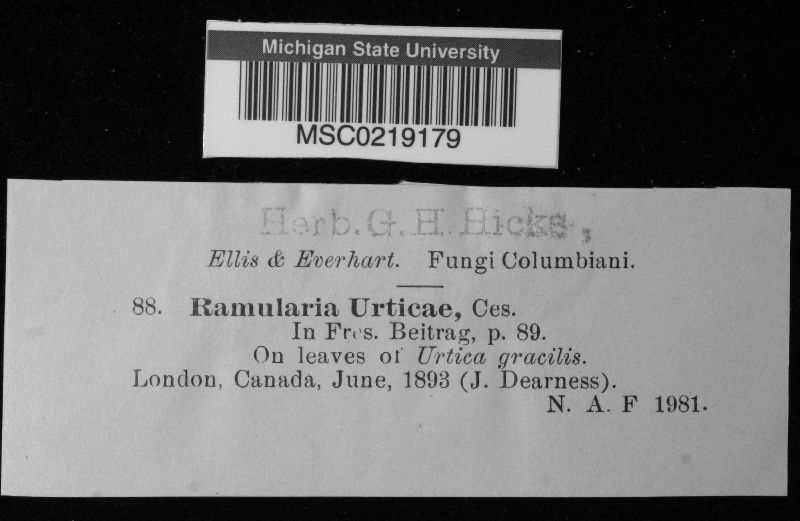 Michigan State University
MSC0219179
Herb. G. H. Hicks,
Ellis & Everhart. Fungi Columbiani.
88. Ramularia Urticae, Ces.
In Fres. Beitrag, p. 89.
On leaves of Urtica gracilis.
London, Canada, June, 1893 (J. Dearness).
N. A. F 1981.